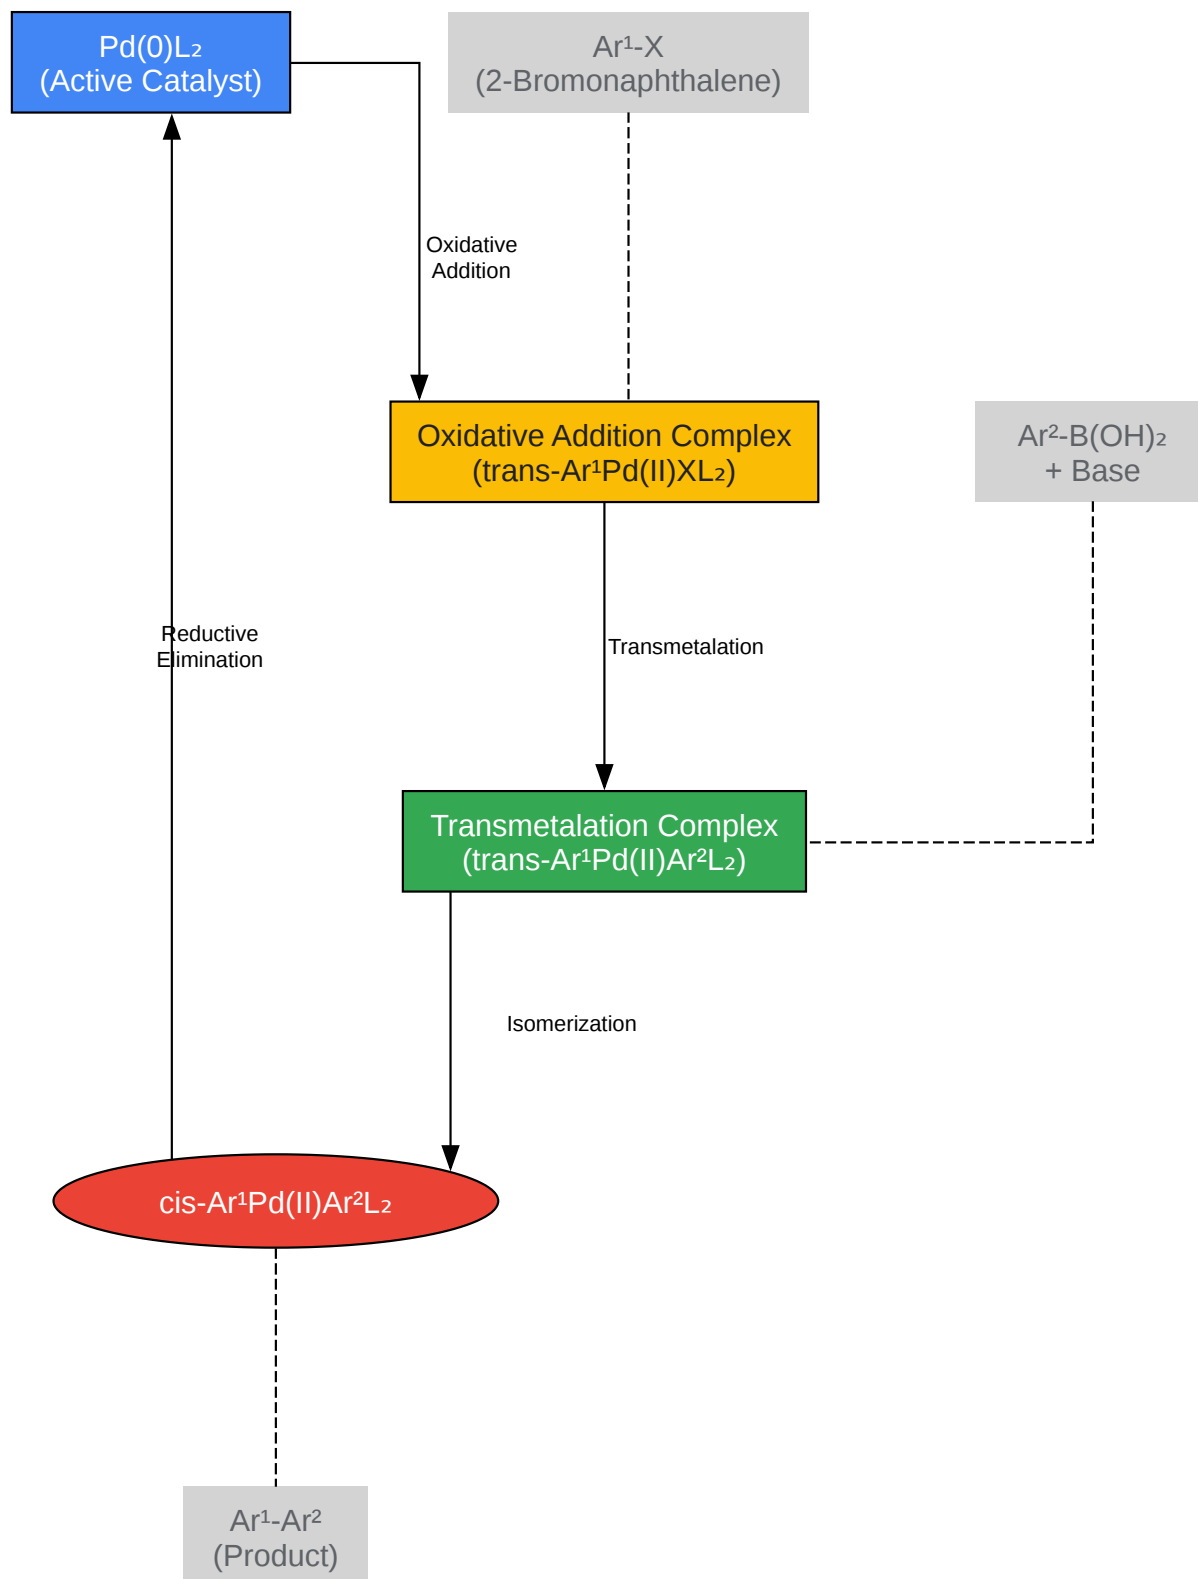 Pd(0)L₂
(Active Catalyst)
Ar¹-X
(2-Bromonaphthalene)
Oxidative
Addition
Oxidative Addition Complex
(trans-Ar¹Pd(II)XL₂)
Ar²-B(OH)₂
+ Base
Reductive
Elimination
Transmetalation
Transmetalation Complex
(trans-Ar¹Pd(II)Ar²L₂)
Isomerization
cis-Ar¹Pd(II)Ar²L₂
Ar¹-Ar²
(Product)